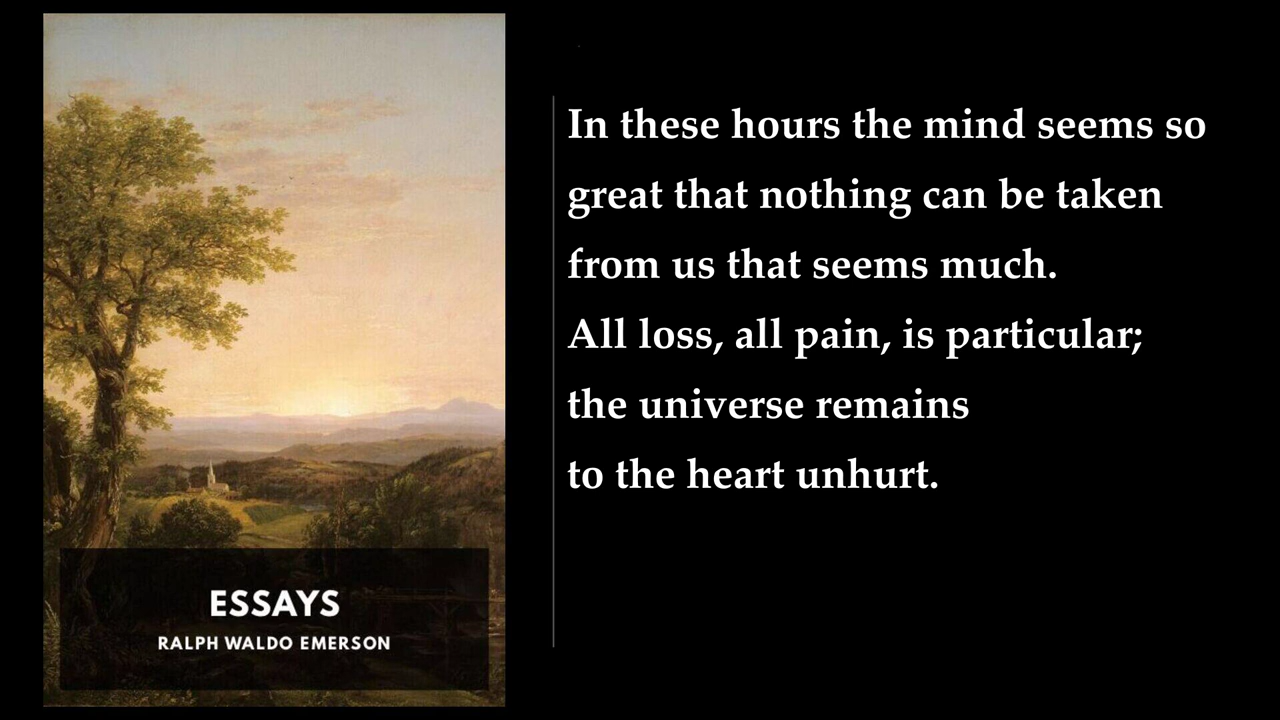 In these hours the mind seems so
great that nothing can be taken
from us that seems much.
All loss, all pain, is particular;
the universe remains
to the heart unhurt.
ESSAYS
RALPH WALDO EMERSON